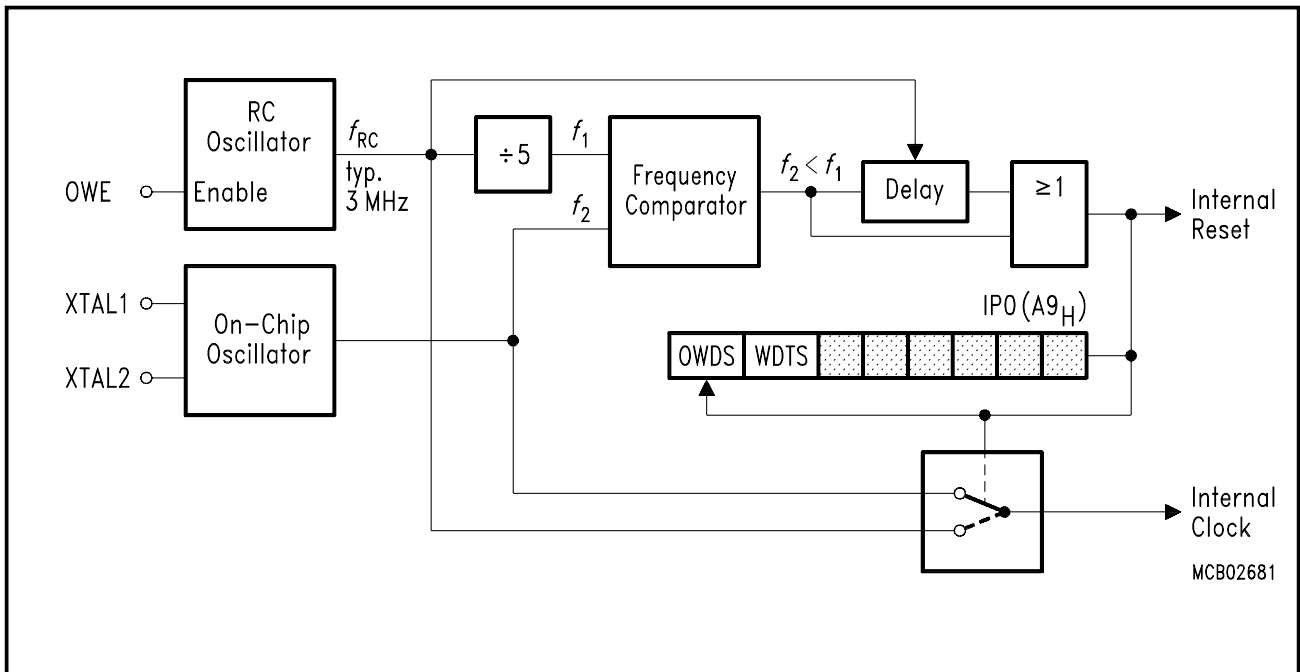 RC
Oscillator
Enable
OWE
f_RC
typ.
3 MHz
÷5
f_1
f_2
Frequency
Comparator
f_2 < f_1
Delay
≥1
Internal
Reset
XTAL1
XTAL2
On-Chip
Oscillator
IP0 (A9_H)
OWDS
WDTS
Internal
Clock
MCB02681